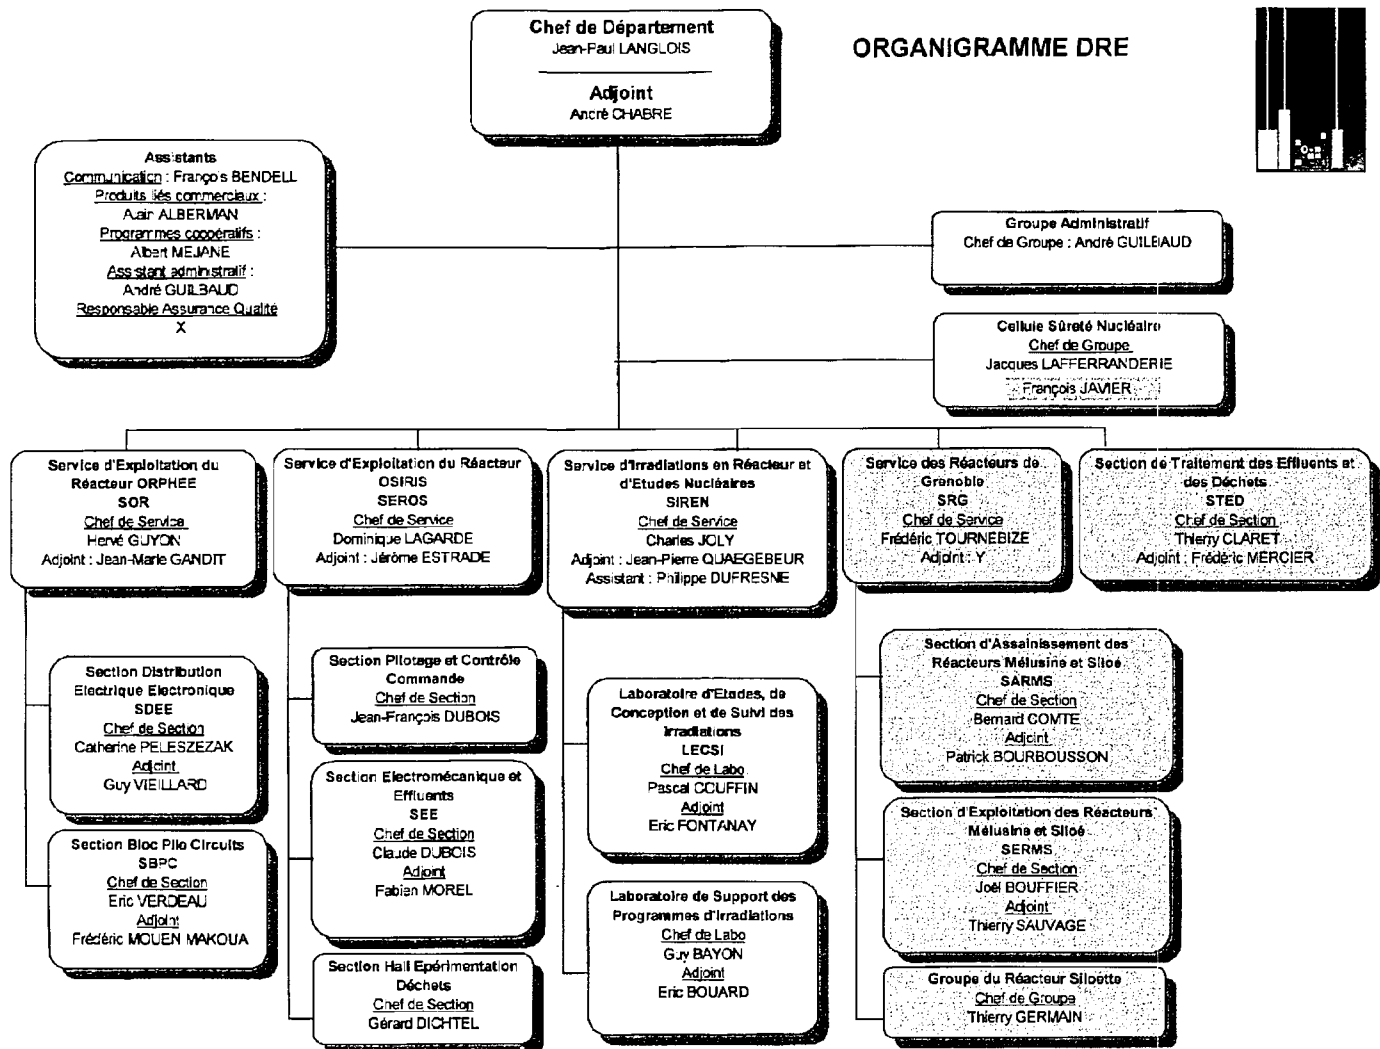 Chef de Département
Jean-Paul LANGLOIS
Adjoint
André CHABRE
ORGANIGRAMME DRE
Assistants
Communication : François BENDELL
Produits liés commerciaux :
Alain ALBERMAN
Programmes coopératifs :
Albert MEJANE
Assistant administratif :
André GUILBAUD
Responsable Assurance Qualité
X
Groupe Administratif
Chef de Groupe : André GUILBAUD
Cellule Sûreté Nucléaire
Chef de Groupe
Jacques LAFFERRANDERIE
François JAVIER
Service d'Exploitation du
Réacteur ORPHEE
SOR
Chef de Service
Hervé GUYON
Adjoint : Jean-Marie GANDIT
Service d'Exploitation du Réacteur
OSIRIS
SEROS
Chef de Service
Dominique LAGARDE
Adjoint : Jérôme ESTRADE
Service d'Irradiations en Réacteur et
d'Etudes Nucléaires
SIREN
Chef de Service
Charles JOLY
Adjoint : Jean-Pierre QUAEGEBEUR
Assistant : Philippe DUFRESNE
Service des Réacteurs de
Grenoble
SRG
Chef de Service
Frédéric TOURNEBIZE
Adjoint : Y
Section de Traitement des Effluents et
des Déchets
STED
Chef de Section
Thierry CLARET
Adjoint : Frédéric MERCIER
Section Distribution
Electrique Electronique
SDEE
Chef de Section
Catherine PELESZEZAK
Adjoint
Guy VIEILLARD
Section Bloc Pile Circuits
SBPC
Chef de Section
Eric VERDEAU
Adjoint
Frédéric MOUEN MAKOUA
Section Pilotage et Contrôle
Commande
Chef de Section
Jean-François DUBOIS
Section Electromécanique et
Effluents
SEE
Chef de Section
Claude DUBOIS
Adjoint
Fabien MOREL
Section Hall Epérimentation
Déchets
Chef de Section
Gérard DICHTEL
Laboratoire d'Etudes, de
Conception et de Suivi des
Irradiations
LECSI
Chef de Labo
Pascal COUFFIN
Adjoint
Eric FONTANAY
Laboratoire de Support des
Programmes d'Irradiations
Chef de Labo
Guy BAYON
Adjoint
Eric BOUARD
Section d'Assainissement des
Réacteurs Mélusine et Siloé
SARMS
Chef de Section
Bernard COMTE
Adjoint
Patrick BOURBOUSSON
Section d'Exploitation des Réacteurs
Mélusine et Siloé
SERMS
Chef de Section
Joël BOUFFIER
Adjoint
Thierry SAUVAGE
Groupe du Réacteur Siloette
Chef de Groupe
Thierry GERMAIN